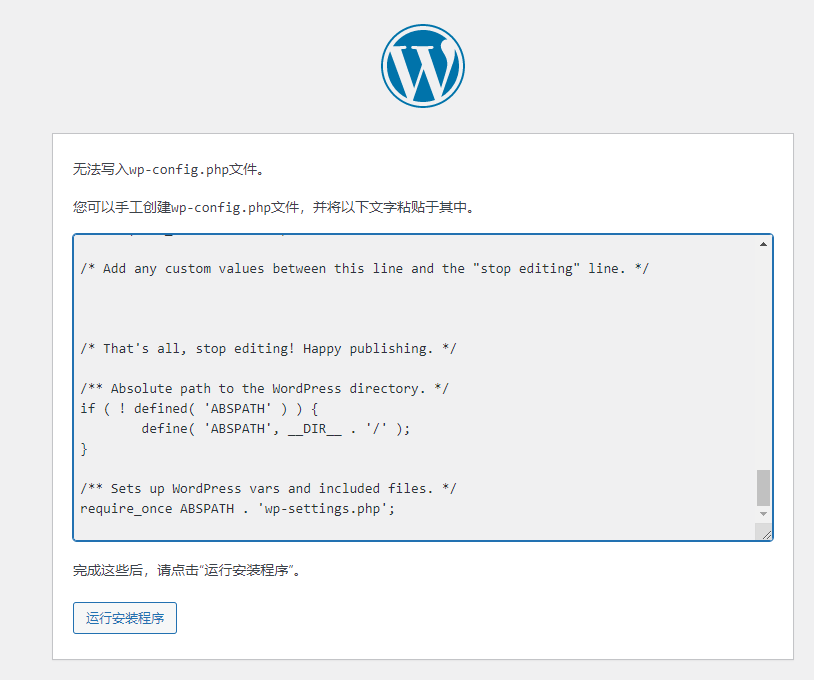 无法写入wp-config.php文件。
您可以手工创建wp-config.php文件，并将以下文字粘贴于其中。
/* Add any custom values between this line and the "stop editing" line. */
/* That's all, stop editing! Happy publishing. */
/** Absolute path to the WordPress directory. */
if ( ! defined( 'ABSPATH' ) ) {
        define( 'ABSPATH', __DIR__ . '/' );
}
/** Sets up WordPress vars and included files. */
require_once ABSPATH . 'wp-settings.php';
完成这些后，请点击“运行安装程序”。
运行安装程序